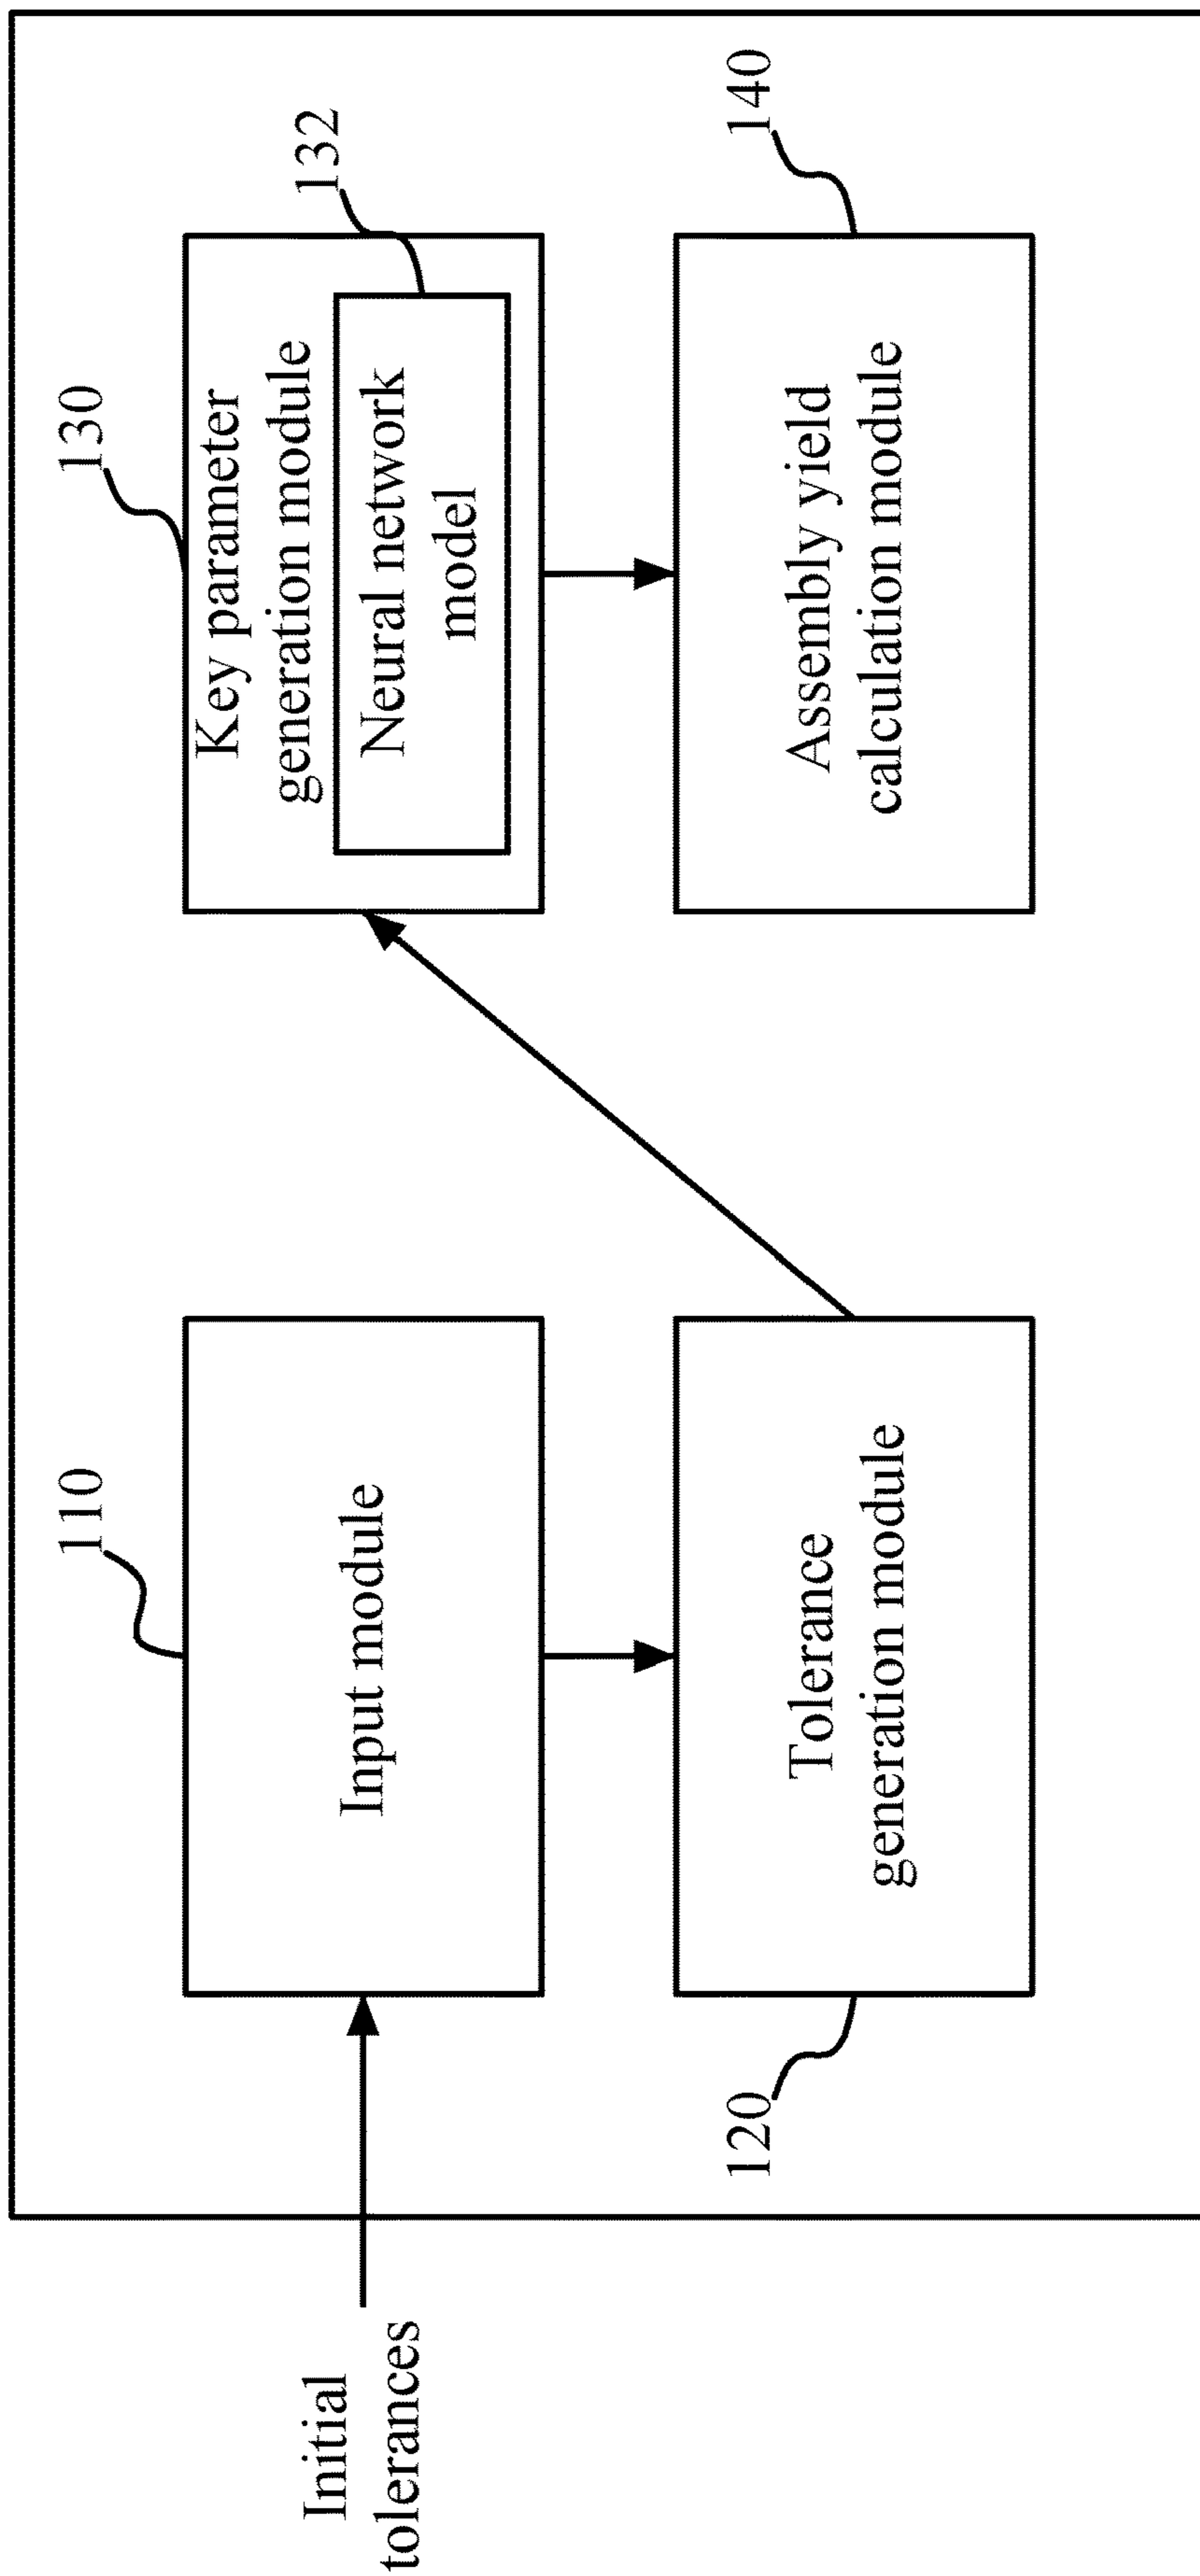 Initial
tolerances
110
Input module
120
Tolerance
generation module
130
Key parameter
generation module
132
Neural network
model
140
Assembly yield
calculation module